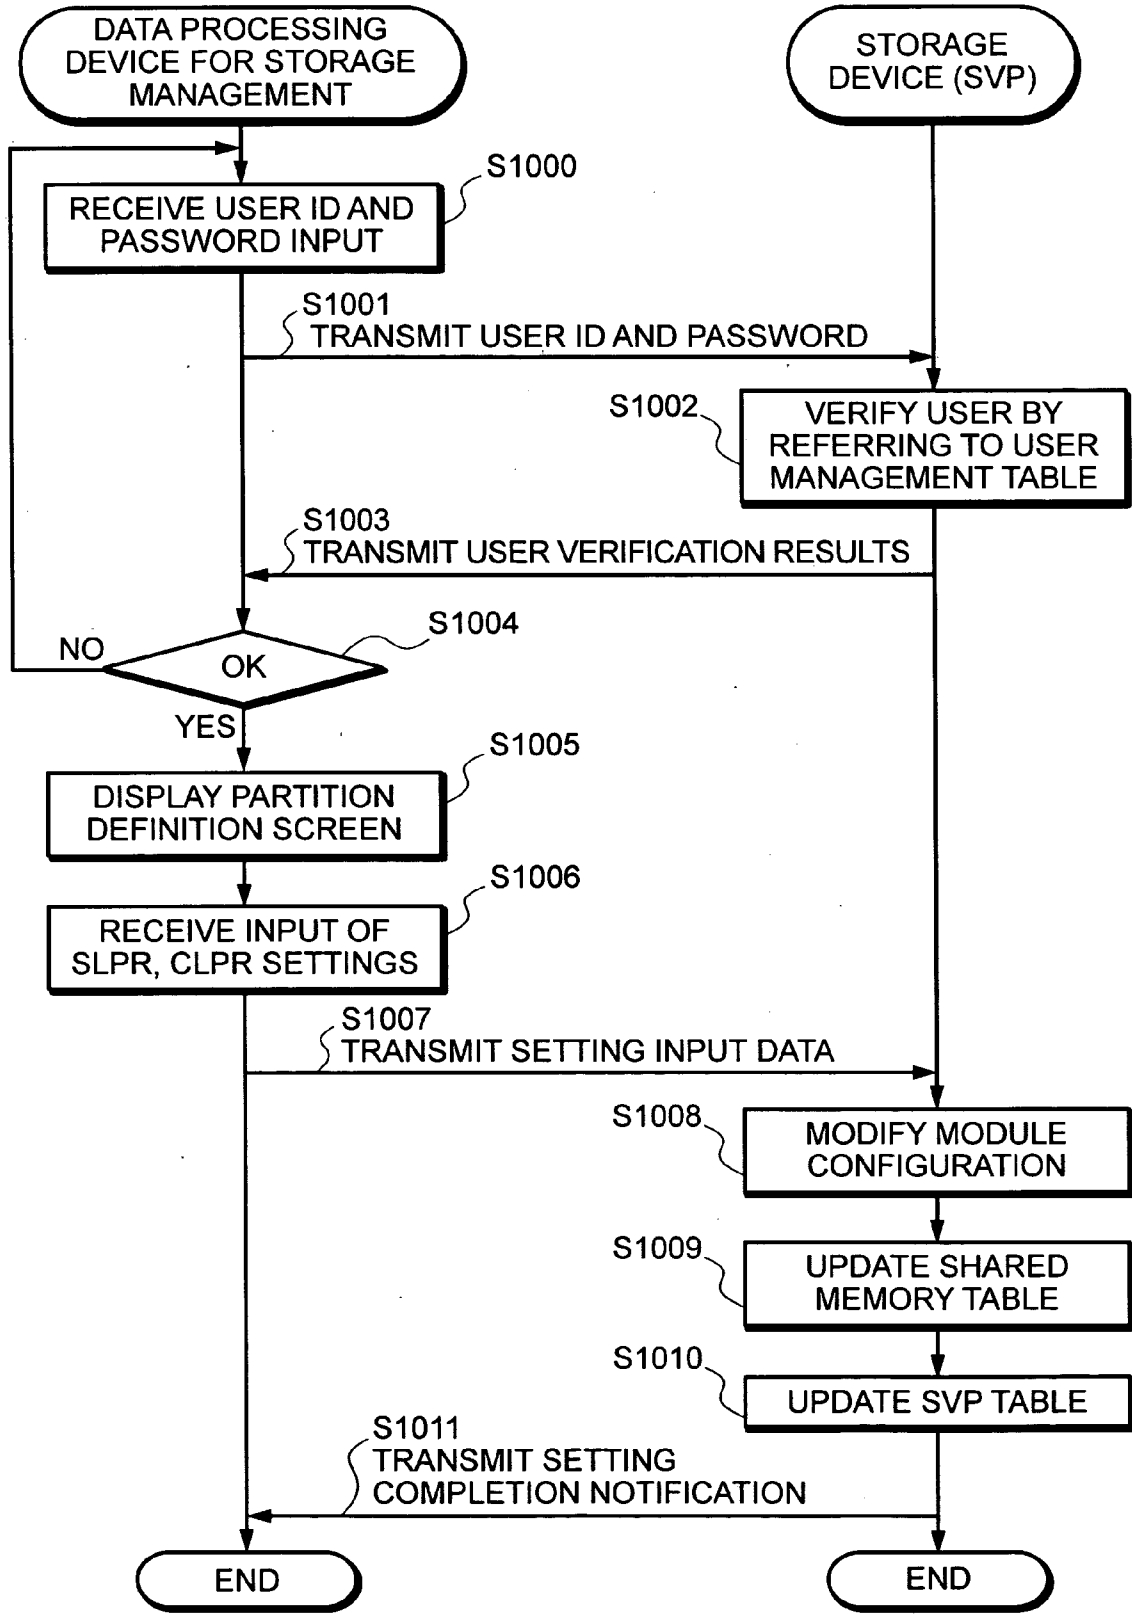 DATA PROCESSING
DEVICE FOR STORAGE
MANAGEMENT
STORAGE
DEVICE (SVP)
S1000
RECEIVE USER ID AND
PASSWORD INPUT
S1001
TRANSMIT USER ID AND PASSWORD
S1002
VERIFY USER BY
REFERRING TO USER
MANAGEMENT TABLE
S1003
TRANSMIT USER VERIFICATION RESULTS
S1004
NO
OK
YES
S1005
DISPLAY PARTITION
DEFINITION SCREEN
S1006
RECEIVE INPUT OF
SLPR, CLPR SETTINGS
S1007
TRANSMIT SETTING INPUT DATA
S1008
MODIFY MODULE
CONFIGURATION
S1009
UPDATE SHARED
MEMORY TABLE
S1010
UPDATE SVP TABLE
S1011
TRANSMIT SETTING
COMPLETION NOTIFICATION
END
END